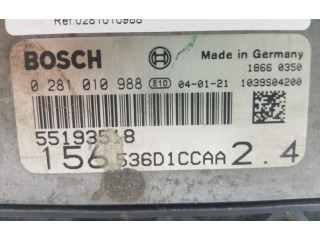 Ref.0281010988
BOSCH Made in Germany
1866 0350
0 281 010 988 E10 04-01-21 1039S04200
55193518
156 536D1CCAA 2.4